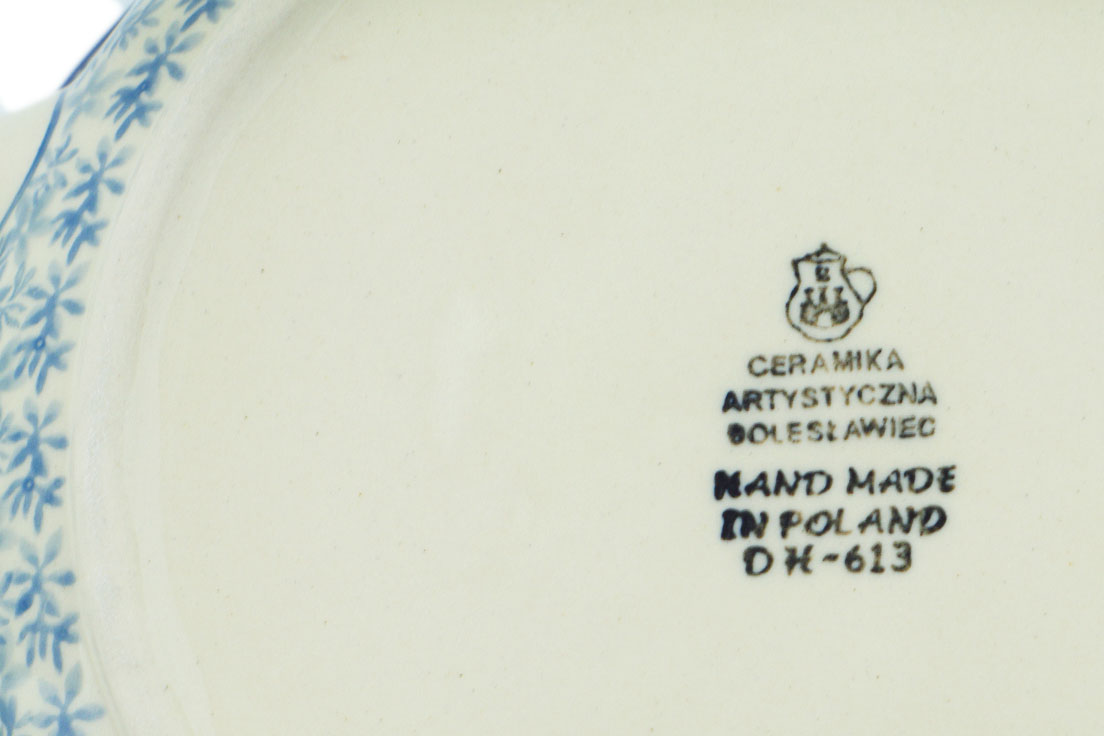 CERAMIKA
ARTYSTYCZNA
BOLESŁAWIEC
HAND MADE
IN POLAND
DH-613